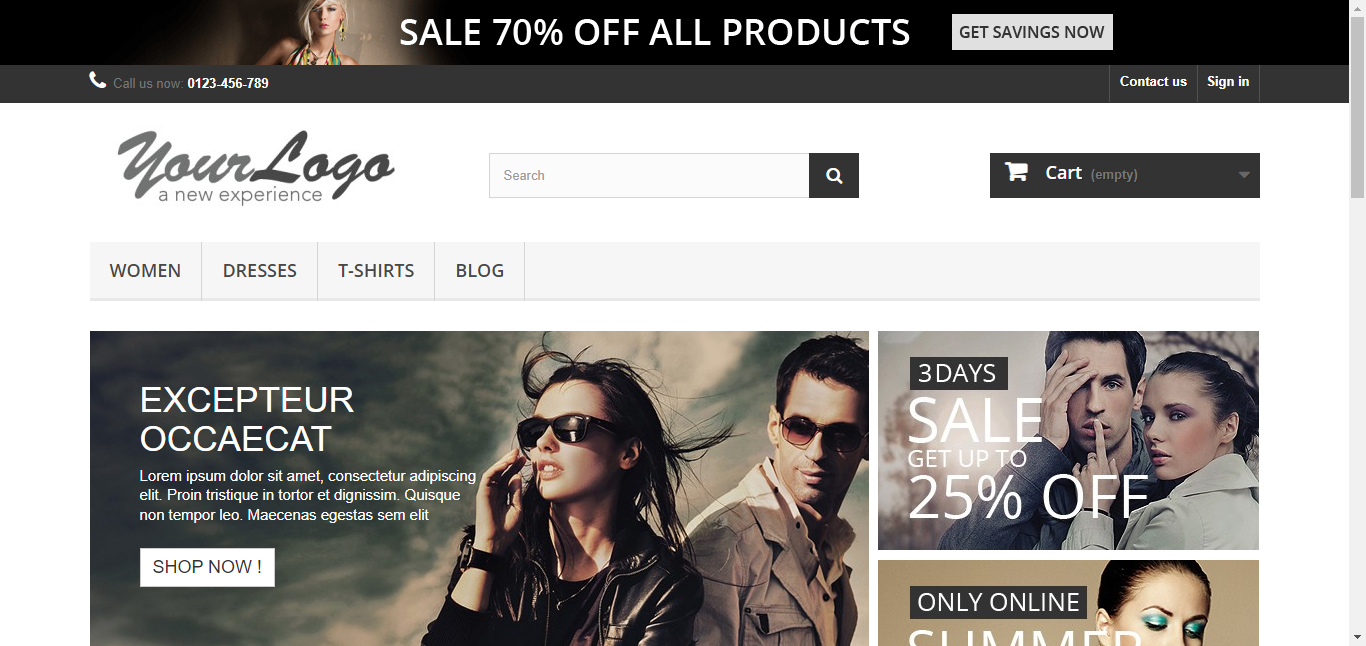 SALE 70% OFF ALL PRODUCTS
GET SAVINGS NOW
Call us now: 0123-456-789
Contact us
Sign in
YourLogo
a new experience
Search
Cart (empty)
WOMEN
DRESSES
T-SHIRTS
BLOG
EXCEPTEUR
OCCAECAT
Lorem ipsum dolor sit amet, consectetur adipiscing
elit. Proin tristique in tortor et dignissim. Quisque
non tempor leo. Maecenas egestas sem elit
SHOP NOW !
3 DAYS
SALE
GET UP TO
25% OFF
ONLY ONLINE
SUMMER